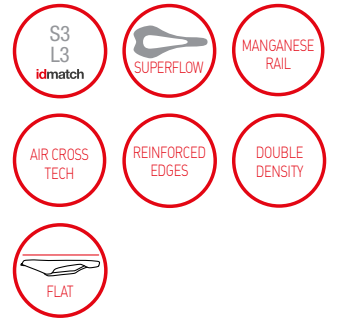 S3
L3
idmatch
SUPERFLOW
MANGANESE
RAIL
AIR CROSS
TECH
REINFORCED
EDGES
DOUBLE
DENSITY
FLAT